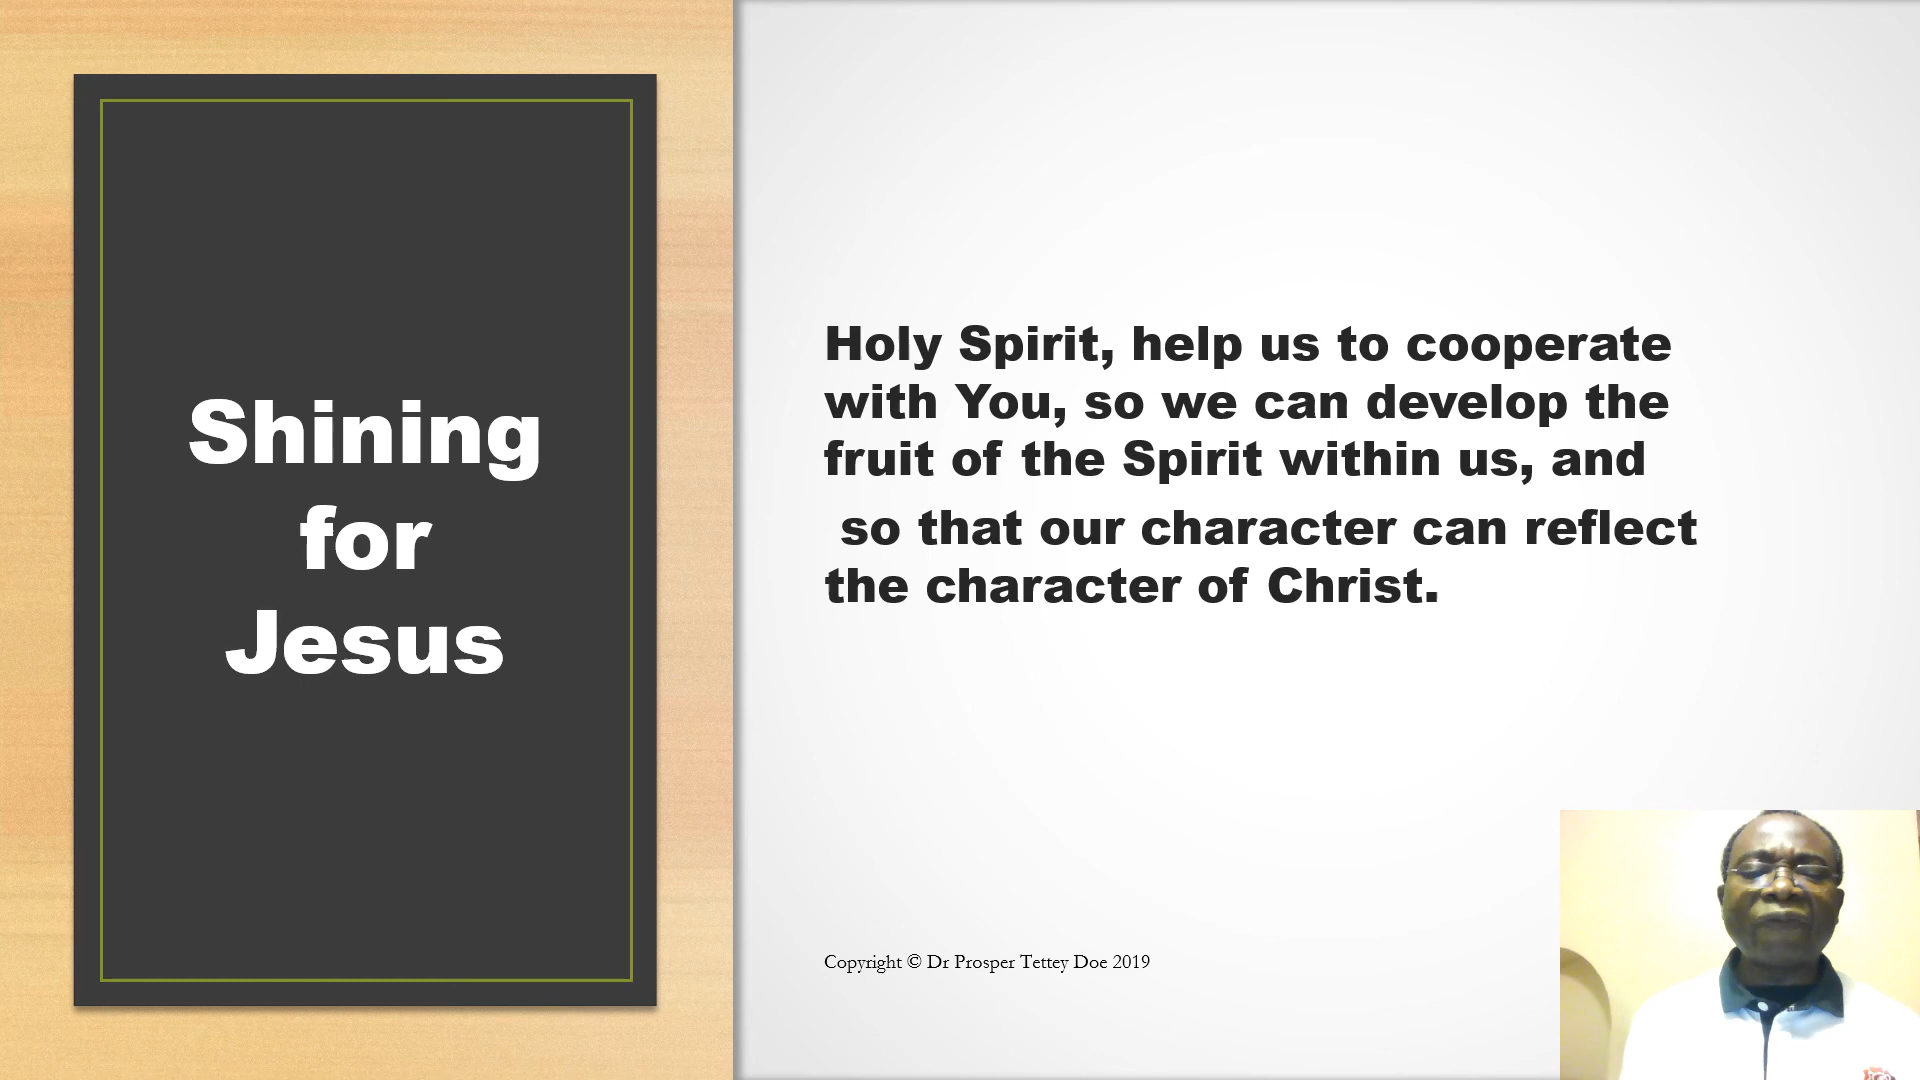 Shining
for
Jesus
Holy Spirit, help us to cooperate
with You, so we can develop the
fruit of the Spirit within us, and
so that our character can reflect
the character of Christ.
Copyright © Dr Prosper Tettey Doe 2019